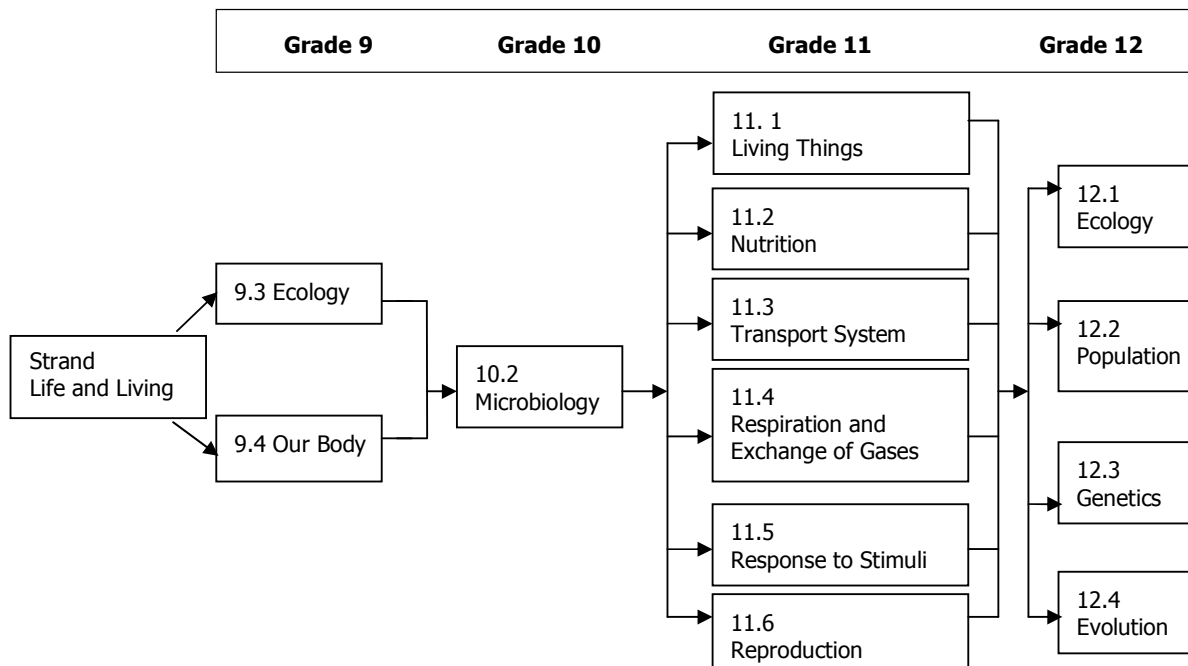 Grade 9 Grade 10 Grade 11 Grade 12
Strand
Life and Living
9.3 Ecology
9.4 Our Body
10.2
Microbiology
11. 1
Living Things
11.2
Nutrition
11.3
Transport System
11.4
Respiration and
Exchange of Gases
11.5
Response to Stimuli
11.6
Reproduction
12.1
Ecology
12.2
Population
12.3
Genetics
12.4
Evolution